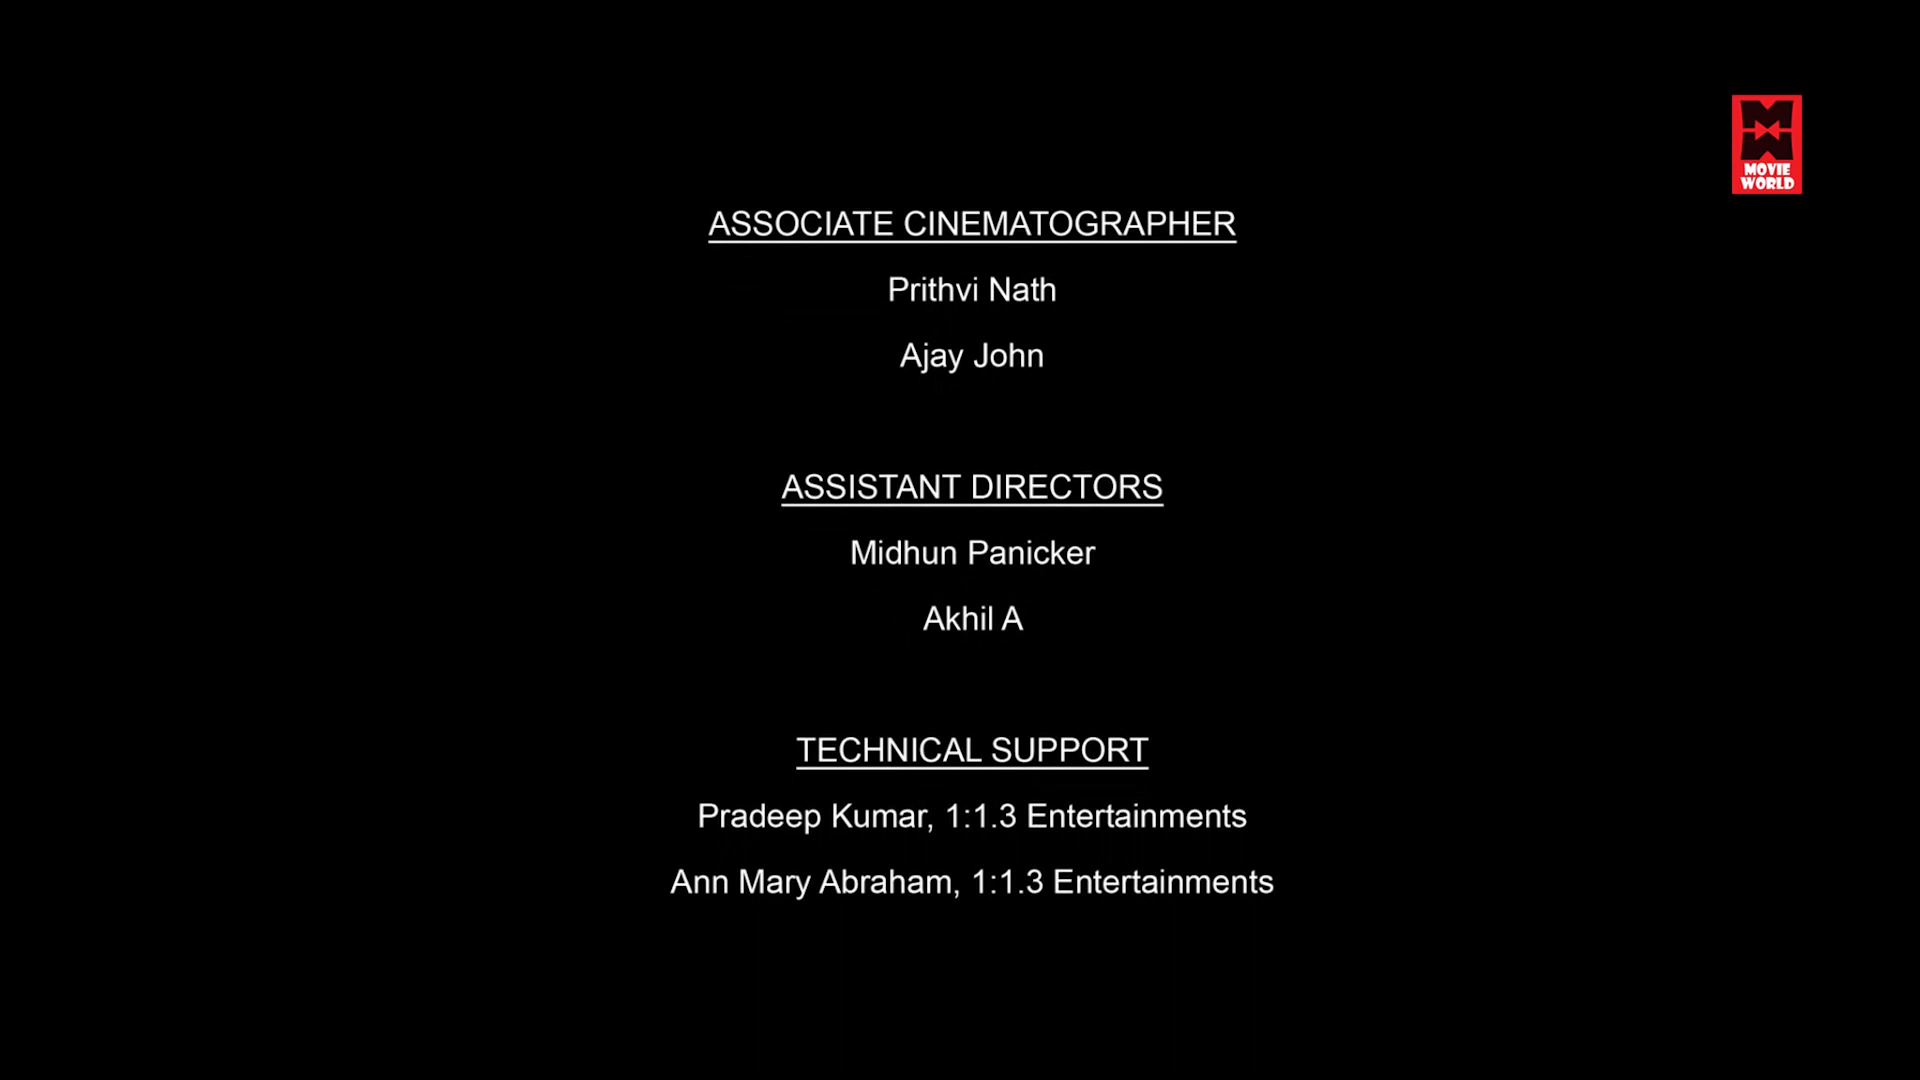 MOVIE
WORLD
ASSOCIATE CINEMATOGRAPHER
Prithvi Nath
Ajay John
ASSISTANT DIRECTORS
Midhun Panicker
Akhil A
TECHNICAL SUPPORT
Pradeep Kumar, 1:1.3 Entertainments
Ann Mary Abraham, 1:1.3 Entertainments